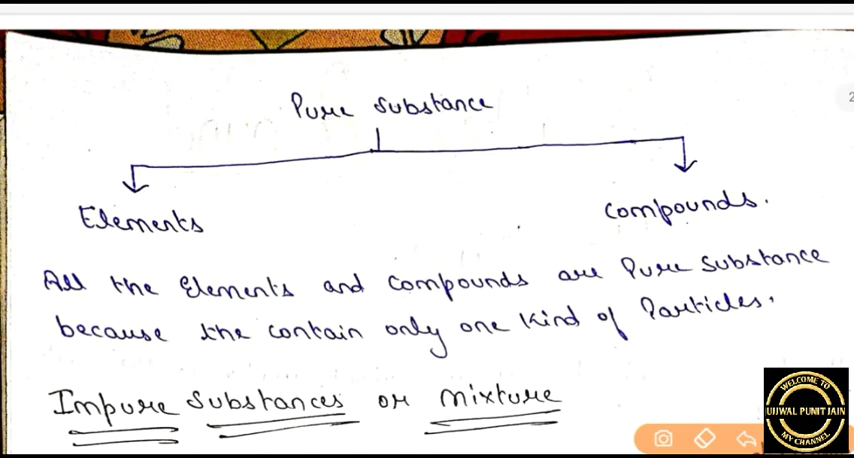 Pure substance
2
Elements
compounds.
All the Elements and compounds are Pure substance
because the contain only one kind of Particles.
Impure substances or mixture
WELCOME TO
UJJWAL PUNIT JAIN
MY CHANNEL